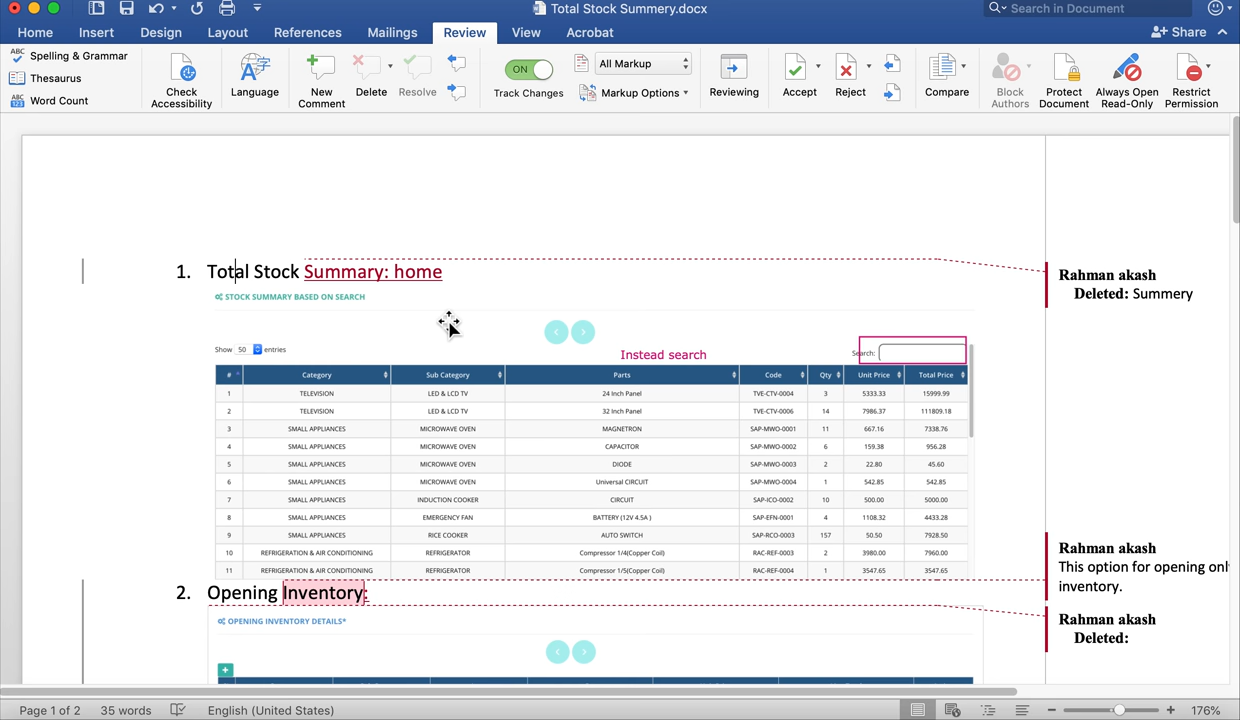 Total Stock Summery.docx
Search in Document
Home Insert Design Layout References Mailings Review View Acrobat Share
ABC Spelling & Grammar
Thesaurus
ABC 123 Word Count
Check Accessibility
Language
New Comment
Delete
Resolve
ON
Track Changes
All Markup
Markup Options
Reviewing
Accept
Reject
Compare
Block Authors
Protect Document
Always Open Read-Only
Restrict Permission
1. Total Stock Summary: home
STOCK SUMMARY BASED ON SEARCH
Show 50 entries
Instead search
Search:
# Category Sub Category Parts Code Qty Unit Price Total Price
1 TELEVISION LED & LCD TV 24 Inch Panel TVE-CTV-0004 3 5333.33 15999.99
2 TELEVISION LED & LCD TV 32 Inch Panel TVE-CTV-0006 14 7986.37 111809.18
3 SMALL APPLIANCES MICROWAVE OVEN MAGNETRON SAP-MWO-0001 11 667.16 7338.76
4 SMALL APPLIANCES MICROWAVE OVEN CAPACITOR SAP-MWO-0002 6 159.38 956.28
5 SMALL APPLIANCES MICROWAVE OVEN DIODE SAP-MWO-0003 2 22.80 45.60
6 SMALL APPLIANCES MICROWAVE OVEN Universal CIRCUIT SAP-MWO-0004 1 542.85 542.85
7 SMALL APPLIANCES INDUCTION COOKER CIRCUIT SAP-ICO-0002 10 500.00 5000.00
8 SMALL APPLIANCES EMERGENCY FAN BATTERY (12V 4.5A ) SAP-EFN-0001 4 1108.32 4433.28
9 SMALL APPLIANCES RICE COOKER AUTO SWITCH SAP-RCO-0003 157 50.50 7928.50
10 REFRIGERATION & AIR CONDITIONING REFRIGERATOR Compressor 1/4(Copper Coil) RAC-REF-0003 2 3980.00 7960.00
11 REFRIGERATION & AIR CONDITIONING REFRIGERATOR Compressor 1/5(Copper Coil) RAC-REF-0004 1 3547.65 3547.65
2. Opening Inventory:
OPENING INVENTORY DETAILS*
Rahman akash
Deleted: Summery
Rahman akash
This option for opening onl
inventory.
Rahman akash
Deleted:
Page 1 of 2 35 words English (United States) 176%